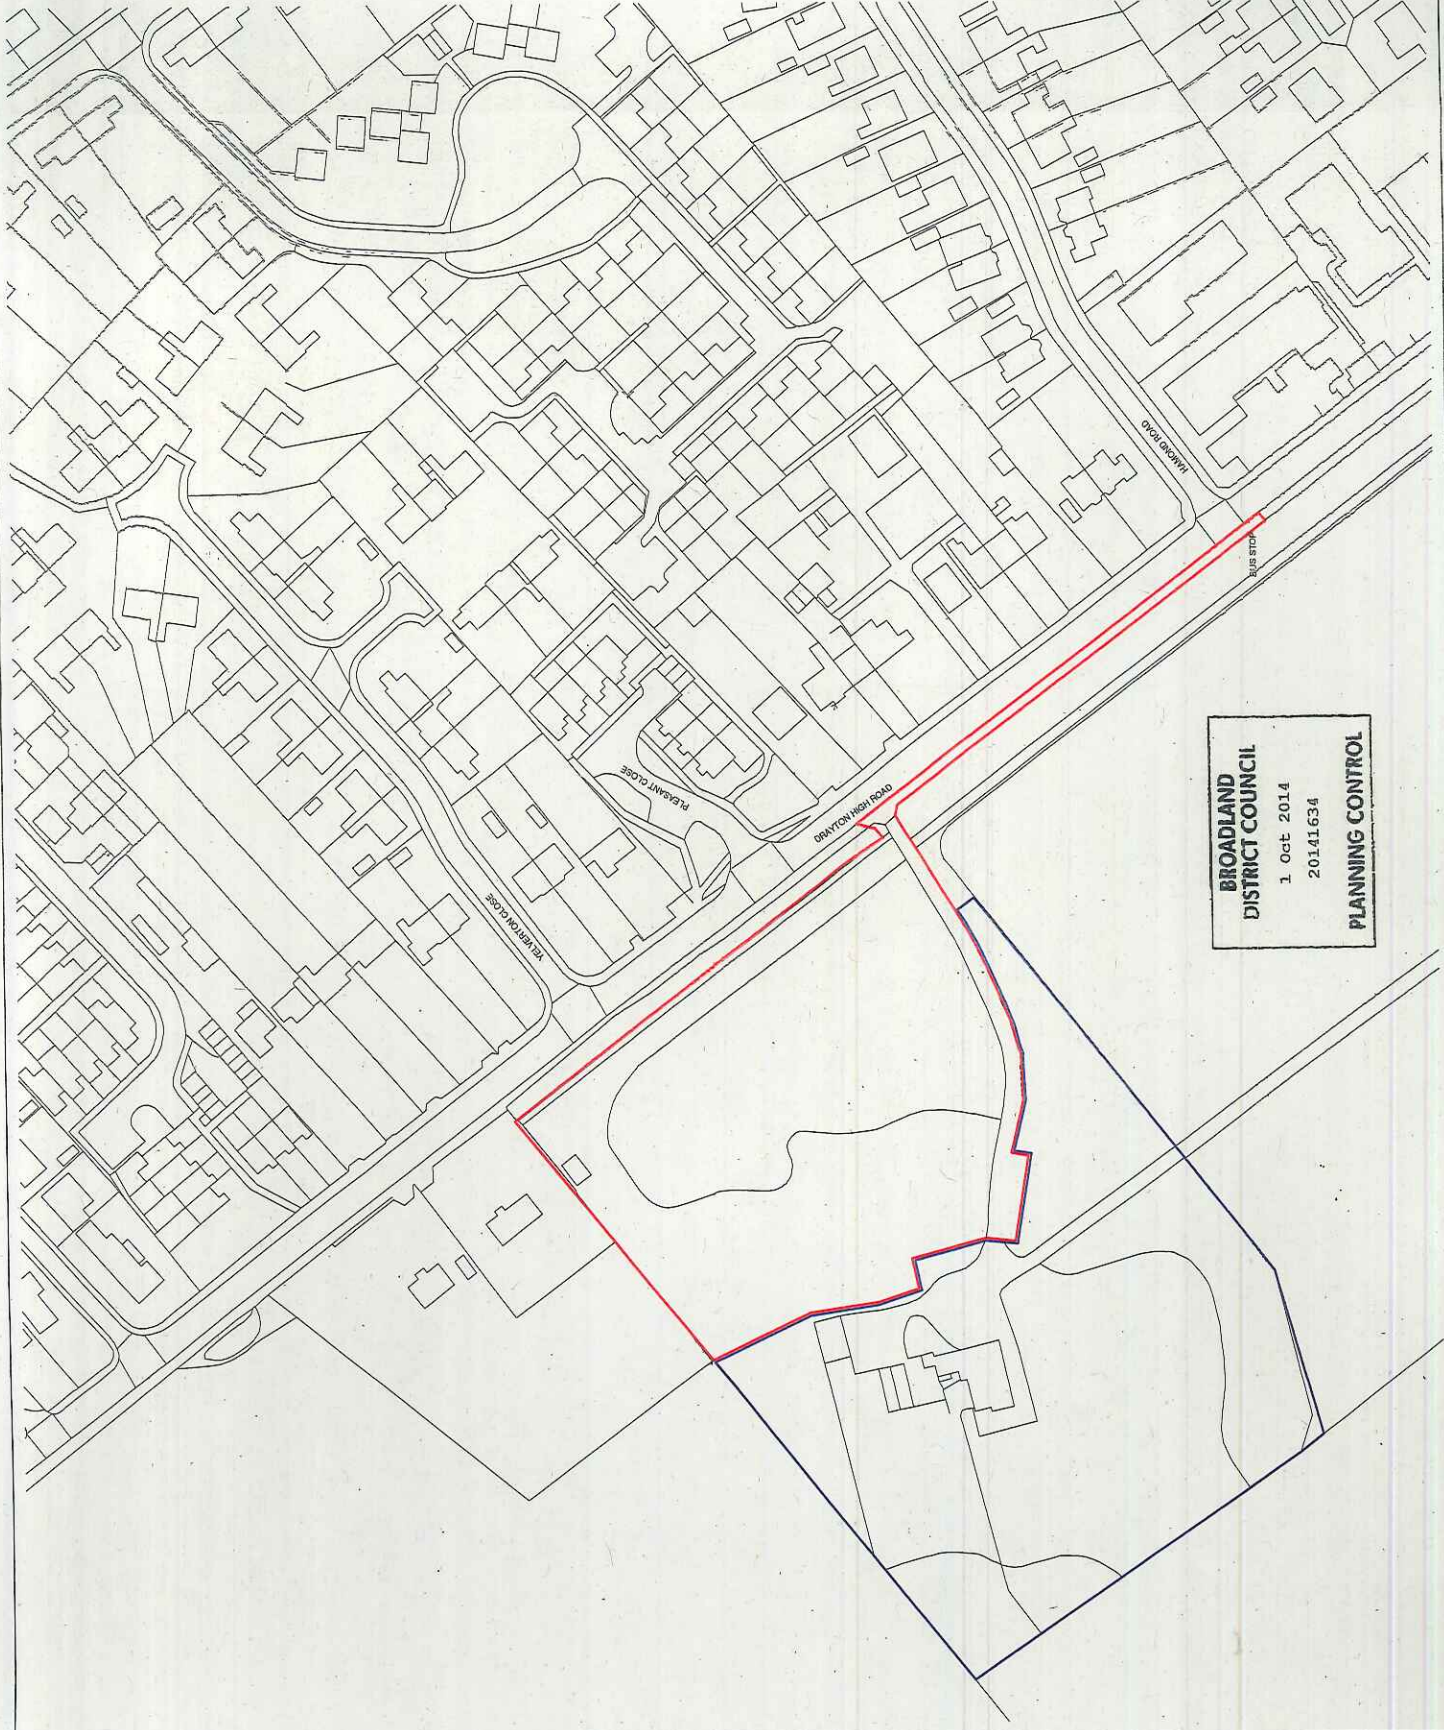 HAMOND ROAD
BUS STOP
PLEASANT CLOSE
DRAYTON HIGH ROAD
YELVERTON CLOSE
BROADLAND
DISTRICT COUNCIL
1 Oct 2014
20141634
PLANNING CONTROL